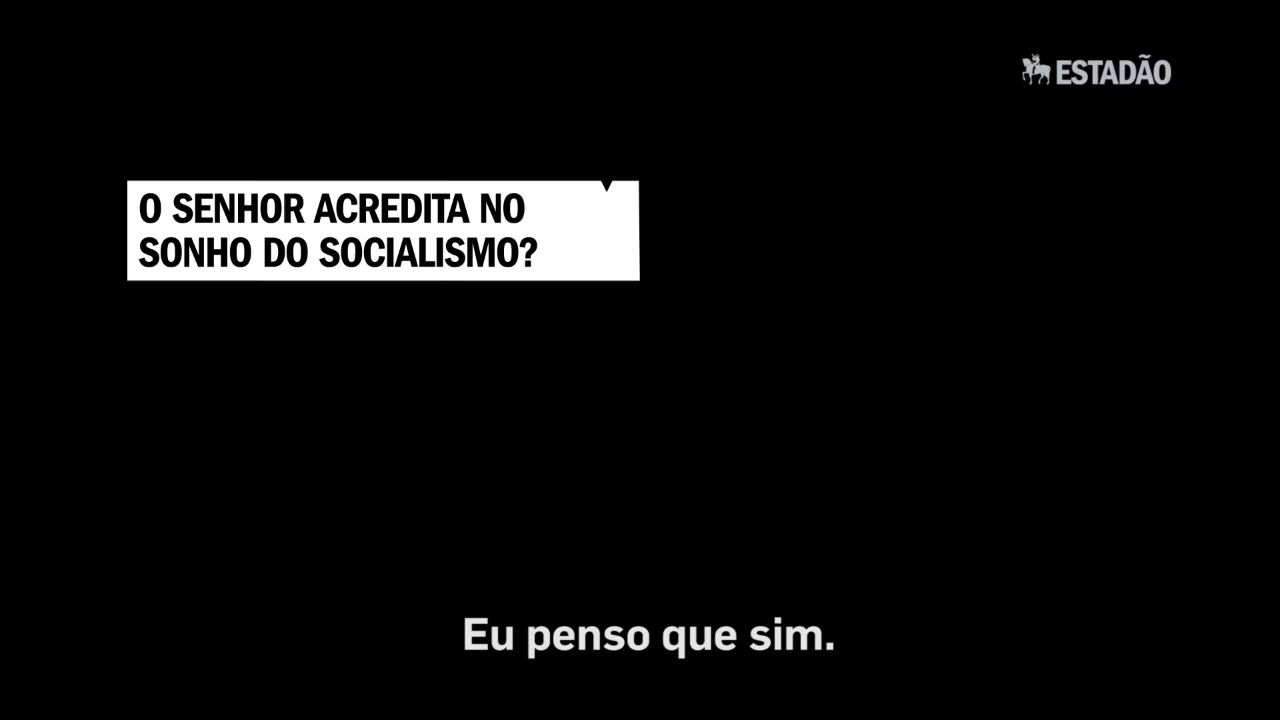 ESTADÃO
O SENHOR ACREDITA NO
SONHO DO SOCIALISMO?
Eu penso que sim.